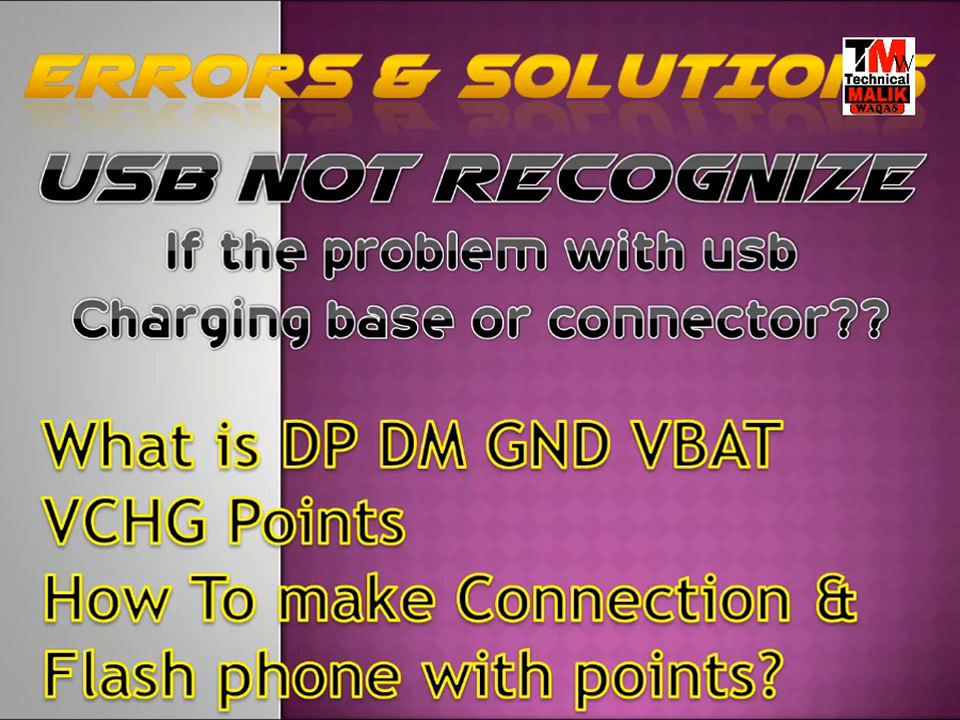 ERRORS & SOLUTIONS
TMW
Technical
MALIK
WAQAS
USB NOT RECOGNIZE
If the problem with usb
Charging base or connector??
What is DP DM GND VBAT
VCHG Points
How To make Connection &
Flash phone with points?